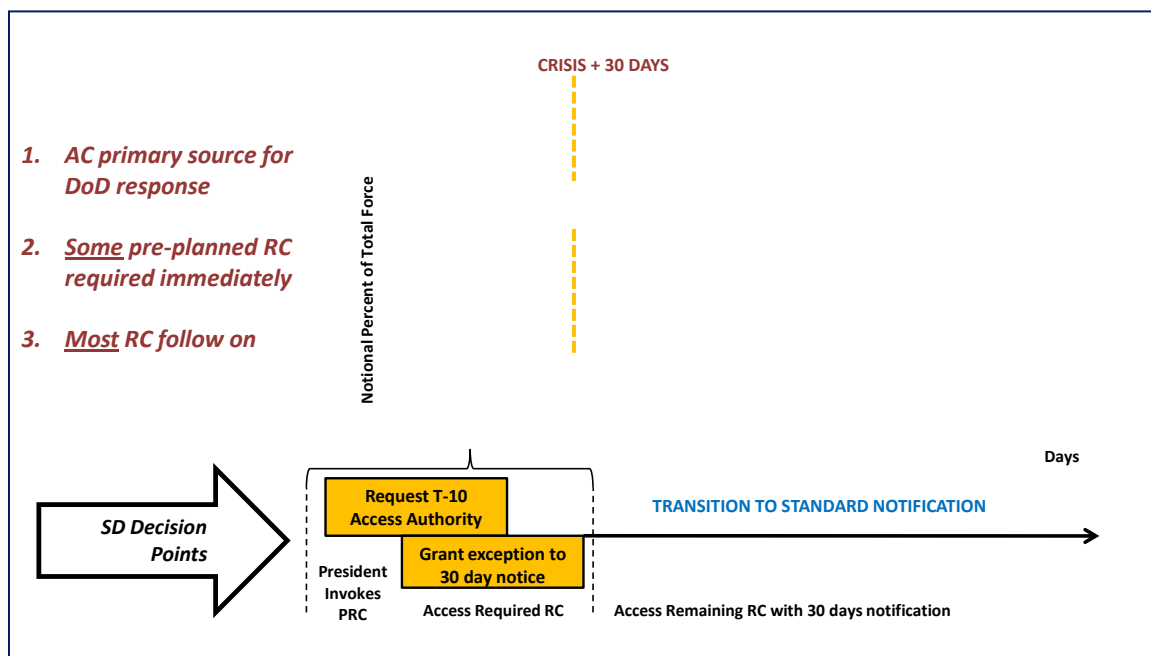 CRISIS + 30 DAYS
1. AC primary source for
DoD response
2. Some pre-planned RC
required immediately
3. Most RC follow on
Notional Percent of Total Force
Days
SD Decision
Points
Request T-10
Access Authority
Grant exception to
30 day notice
TRANSITION TO STANDARD NOTIFICATION
President
Invokes
PRC
Access Required RC
Access Remaining RC with 30 days notification